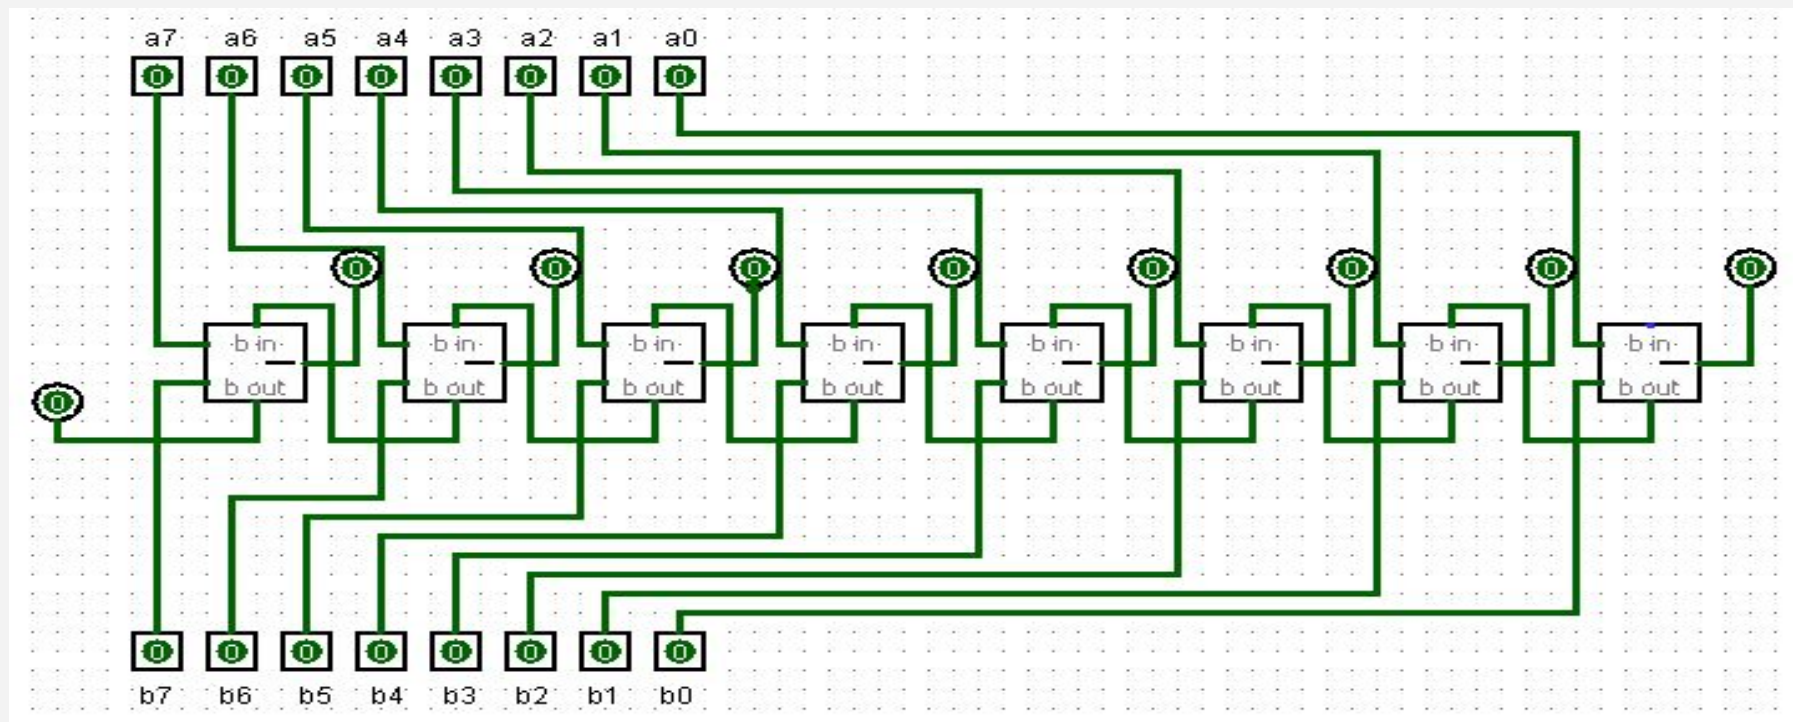 a7 a6 a5 a4 a3 a2 a1 a0
0 0 0 0 0 0 0 0
0 0 0 0 0 0 0 0
b in b in b in b in b in b in b in b in
b out b out b out b out b out b out b out b out
0
0 0 0 0 0 0 0 0
b7 b6 b5 b4 b3 b2 b1 b0